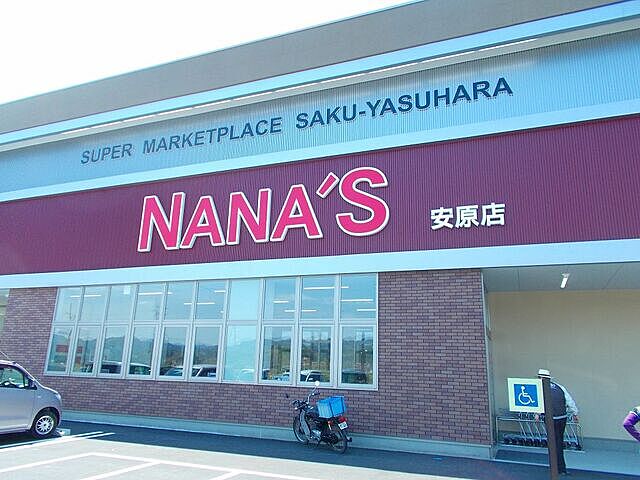 SUPER MARKETPLACE SAKU-YASUHARA
NANA'S 安原店